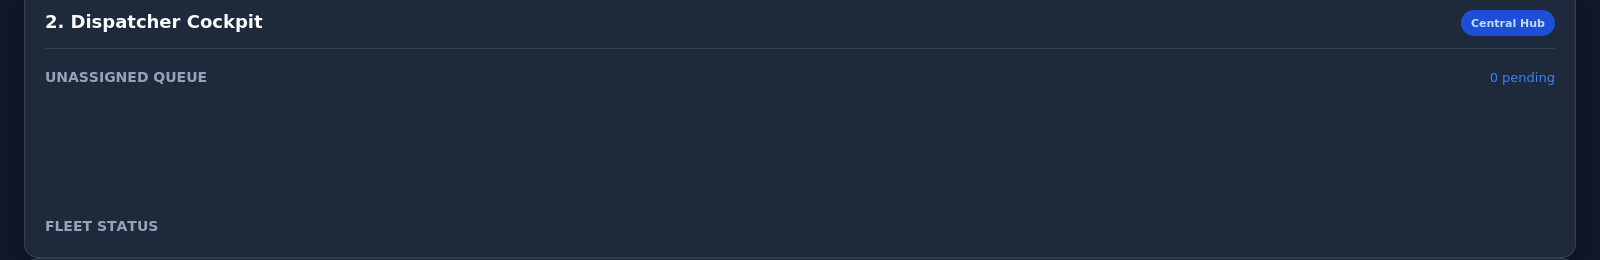 2. Dispatcher Cockpit
Central Hub
UNASSIGNED QUEUE
0 pending
FLEET STATUS